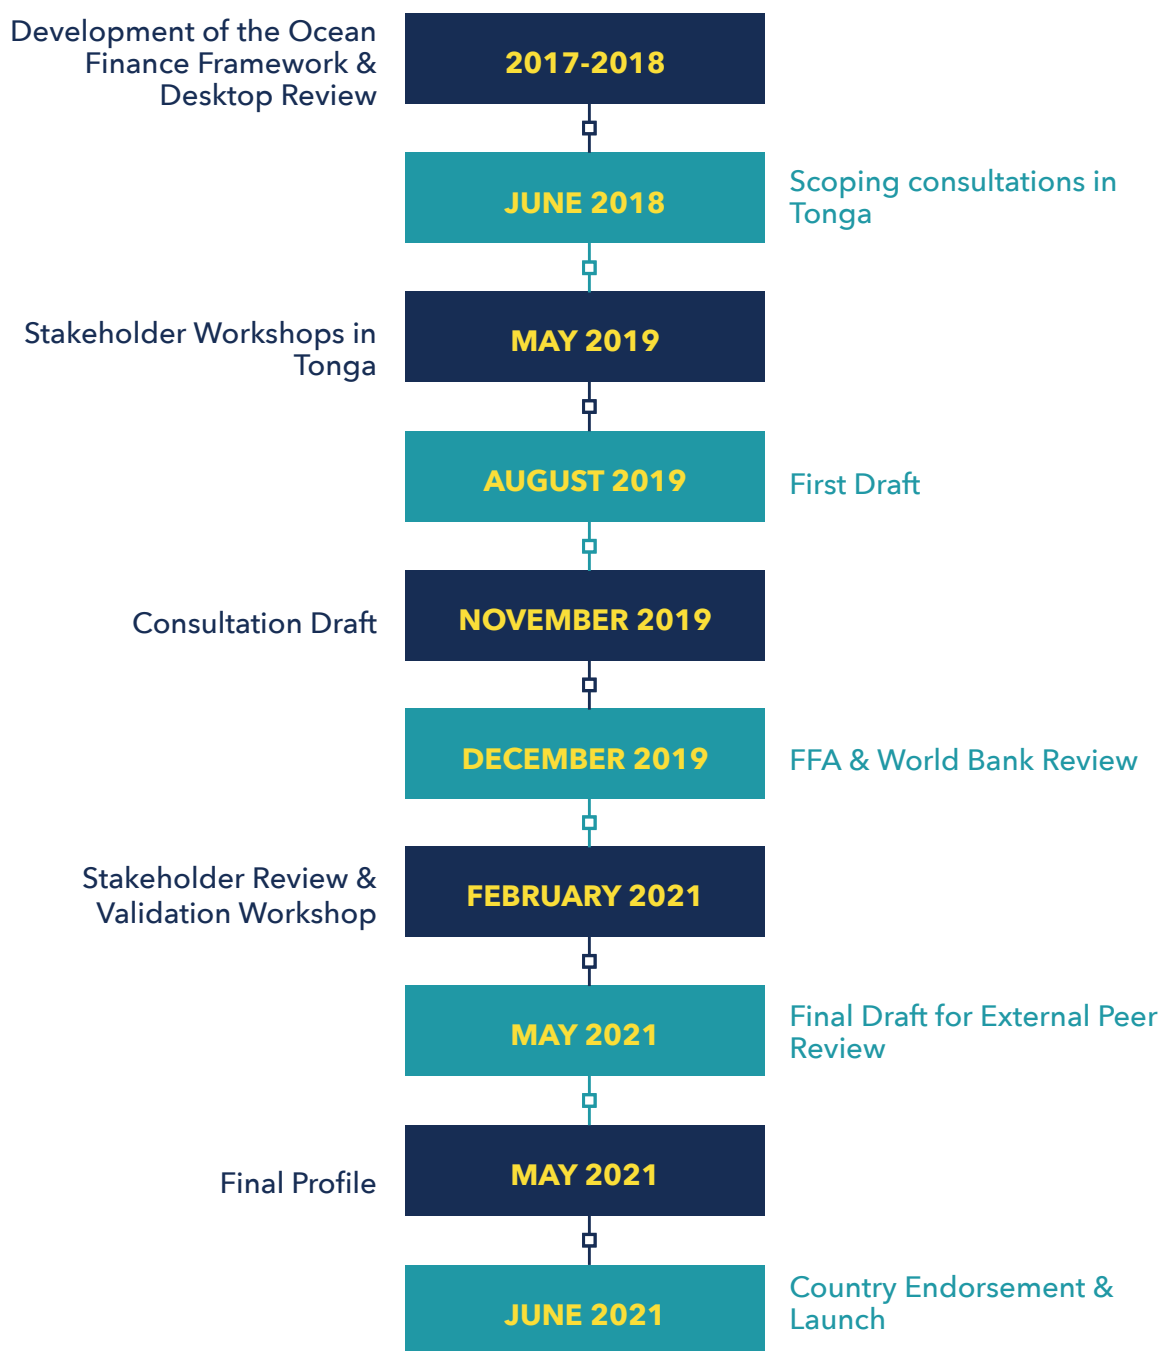 Development of the Ocean
Finance Framework &
Desktop Review
2017-2018
JUNE 2018
Scoping consultations in
Tonga
Stakeholder Workshops in
Tonga
MAY 2019
AUGUST 2019
First Draft
Consultation Draft
NOVEMBER 2019
DECEMBER 2019
FFA & World Bank Review
Stakeholder Review &
Validation Workshop
FEBRUARY 2021
MAY 2021
Final Draft for External Peer
Review
Final Profile
MAY 2021
JUNE 2021
Country Endorsement &
Launch